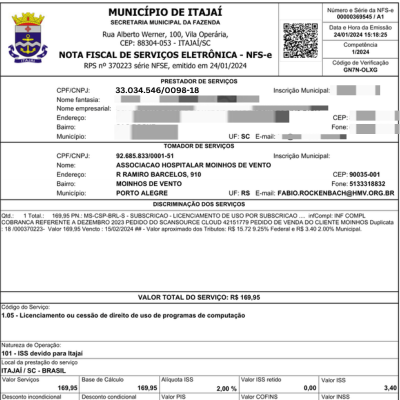 MUNICÍPIO DE ITAJAÍ
SECRETARIA MUNICIPAL DA FAZENDA
Rua Alberto Werner, 100, Vila Operária,
CEP: 88304-053 - ITAJAÍ/SC
NOTA FISCAL DE SERVIÇOS ELETRÔNICA - NFS-e
RPS nº 370223 série NFSE, emitido em 24/01/2024
Número e Série da NFS-e
00000369545 / A1
Data e Hora da Emissão
24/01/2024 15:18:25
Competência
1/2024
Código de Verificação
GN7N-OLXG
PRESTADOR DE SERVIÇOS
CPF/CNPJ: 33.034.546/0098-18 Inscrição Municipal:
Nome fantasia:
Nome empresarial:
Endereço: CEP:
Bairro: Fone:
Município: UF: SC E-mail:
TOMADOR DE SERVIÇOS
CPF/CNPJ: 92.685.833/0001-51 Inscrição Municipal:
Nome: ASSOCIACAO HOSPITALAR MOINHOS DE VENTO
Endereço: R RAMIRO BARCELOS, 910 CEP: 90035-001
Bairro: MOINHOS DE VENTO Fone: 5133318832
Município: PORTO ALEGRE UF: RS E-mail: FABIO.ROCKENBACH@HMV.ORG.BR
DISCRIMINAÇÃO DOS SERVIÇOS
Qtd.: 1 Total.: 169,95 PN.: MS-CSP-BRL-S - SUBSCRICAO - LICENCIAMENTO DE USO POR SUBSCRICAO .... infCompl: INF COMPL
COBRANCA REFERENTE A DEZEMBRO 2023 PEDIDO DO SCANSOURCE CLOUD 42151779 PEDIDO DE VENDA DO CLIENTE MOINHOS Duplicata
: 18 /000370223- Valor 169,95 Vencto : 15/02/2024 ## - Valor aproximado dos Tributos: R$ 15.72 9.25% Federal e R$ 3.40 2.00% Municipal.
VALOR TOTAL DO SERVIÇO: R$ 169,95
Código do Serviço:
1.05 - Licenciamento ou cessão de direito de uso de programas de computação
Natureza de Operação:
101 - ISS devido para Itajaí
Local da prestação do serviço
ITAJAÍ / SC - BRASIL
Valor Serviços Base de Cálculo Alíquota ISS Valor ISS retido Valor ISS
169,95 169,95 2,00 % 0,00 3,40
Desconto incondicional Desconto condicional Valor PIS Valor COFINS Valor INSS